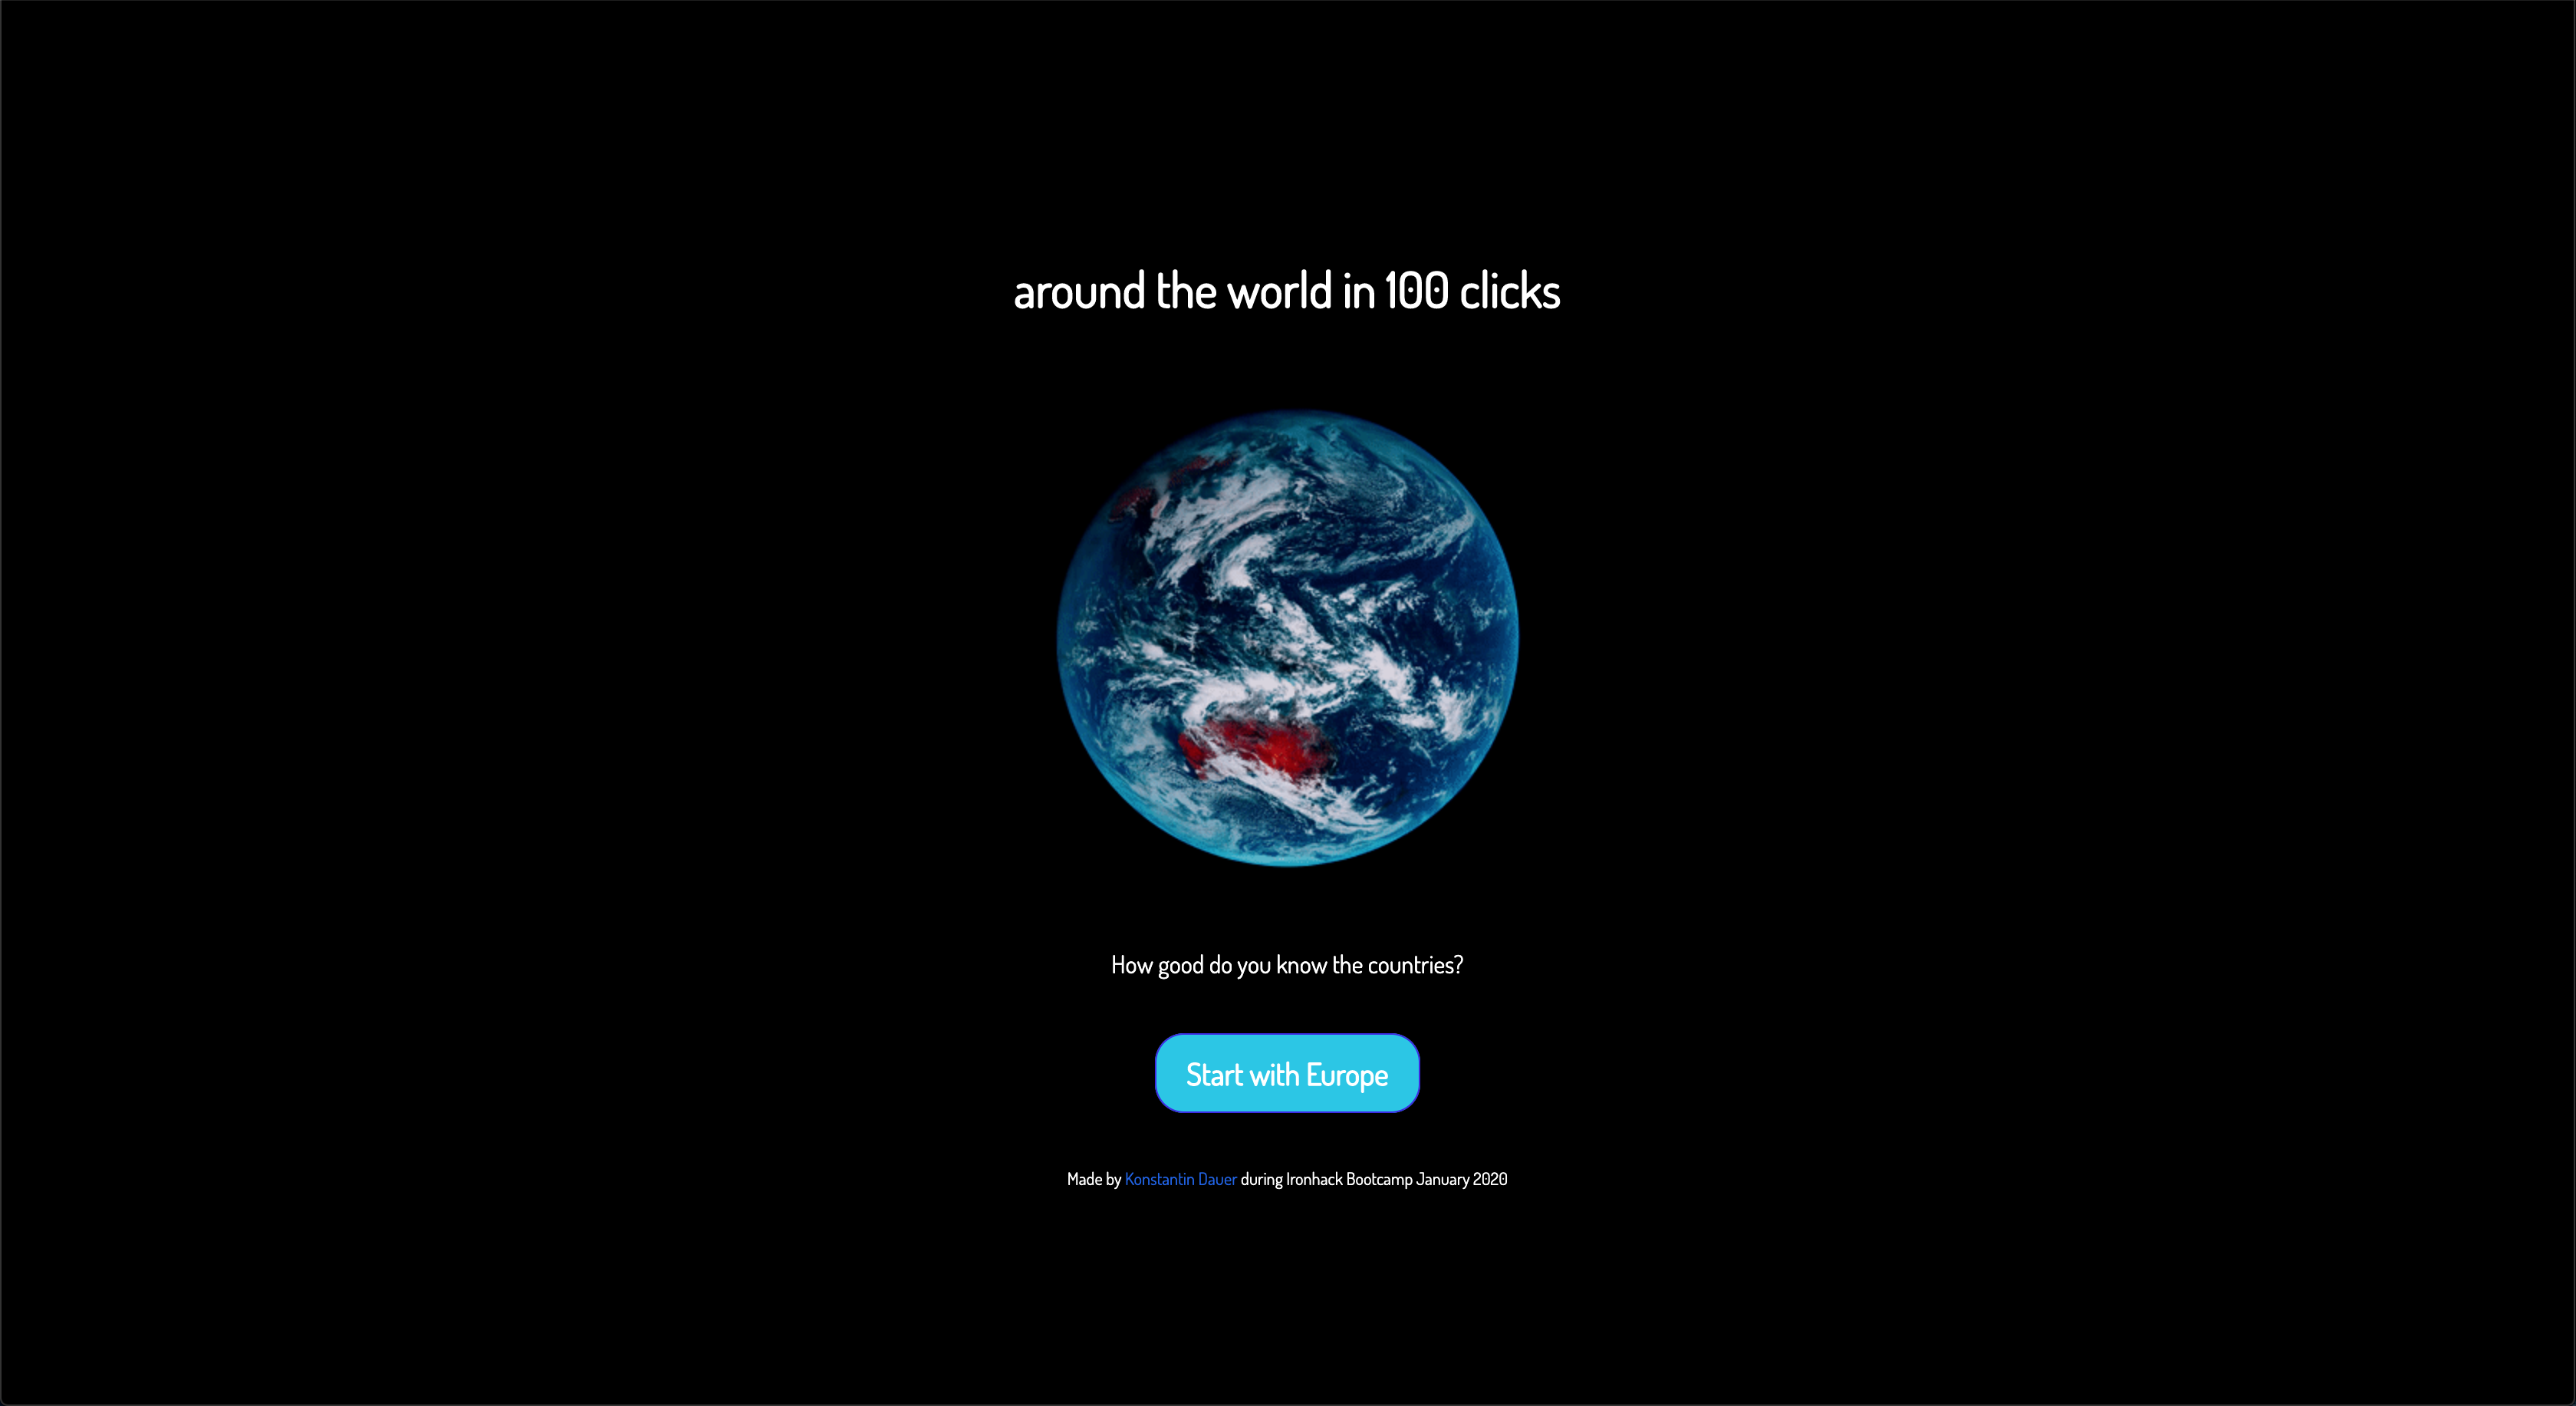 around the world in 100 clicks
How good do you know the countries?
Start with Europe
Made by Konstantin Dauer during Ironhack Bootcamp January 2020